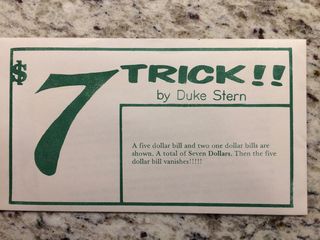 $7 TRICK!!
by Duke Stern
A five dollar bill and two one dollar bills are
shown. A total of Seven Dollars. Then the five
dollar bill vanishes!!!!!